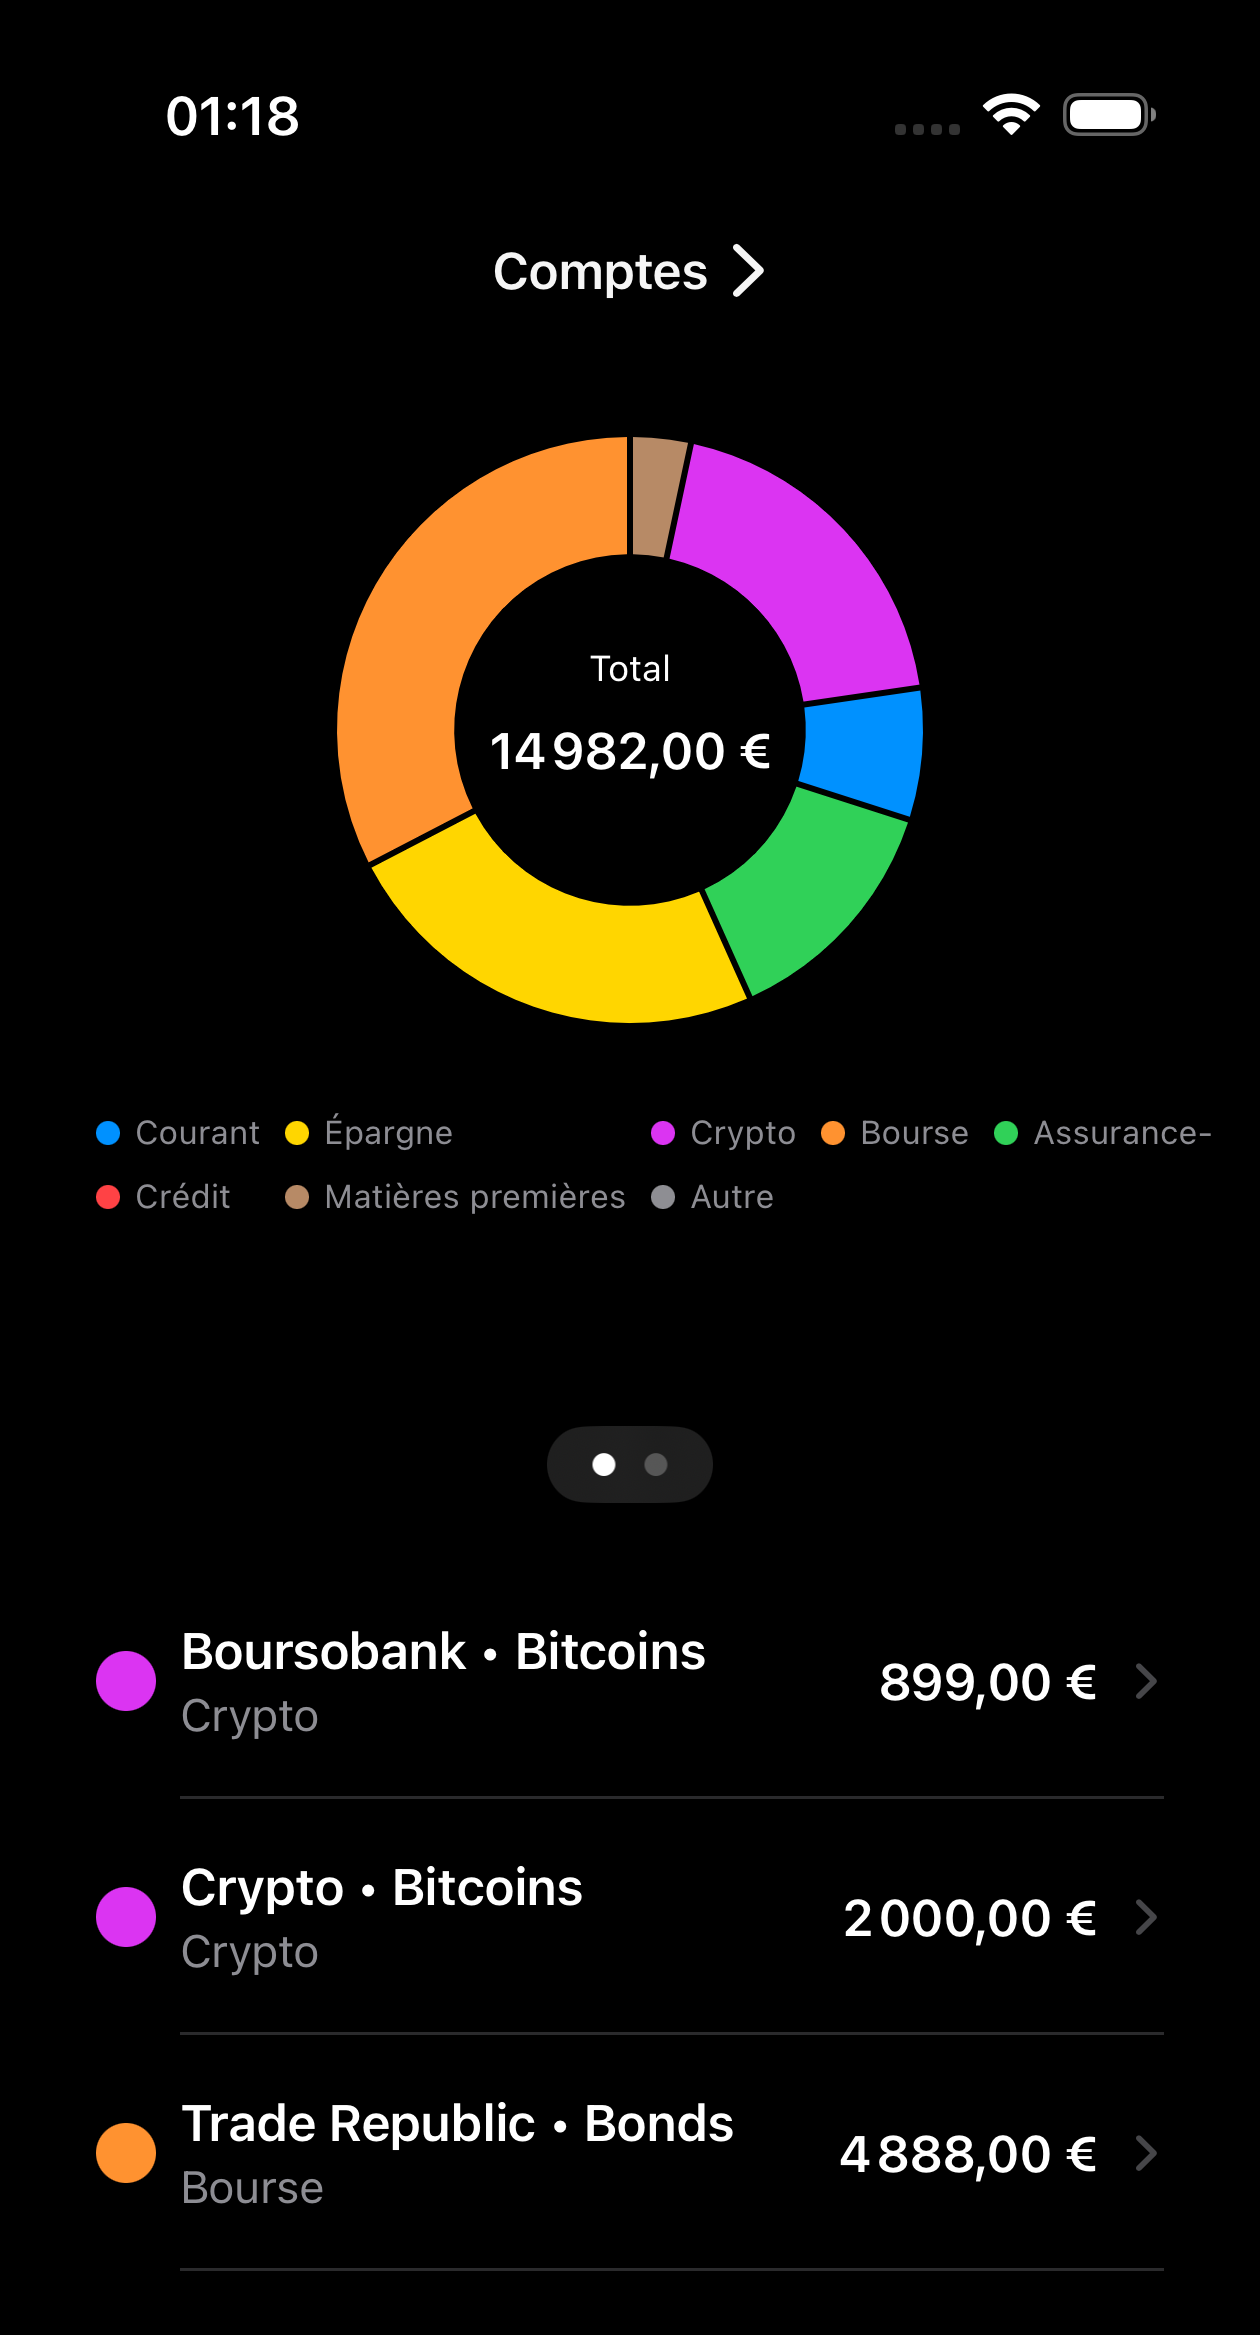 01:18
Comptes
Total
14 982,00 €
Courant Épargne Crypto Bourse Assurance-
Crédit Matières premières Autre
Boursobank • Bitcoins
Crypto
899,00 €
Crypto • Bitcoins
Crypto
2 000,00 €
Trade Republic • Bonds
Bourse
4 888,00 €